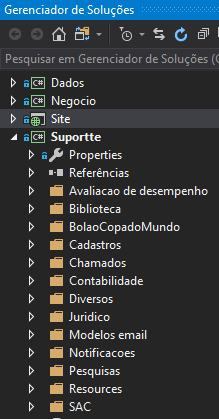 Gerenciador de Soluções
Pesquisar em Gerenciador de Soluções (
Dados
Negocio
Site
Suportte
Properties
Referências
Avaliacao de desempenho
Biblioteca
BolaoCopadoMundo
Cadastros
Chamados
Contabilidade
Diversos
Juridico
Modelos email
Notificacoes
Pesquisas
Resources
SAC